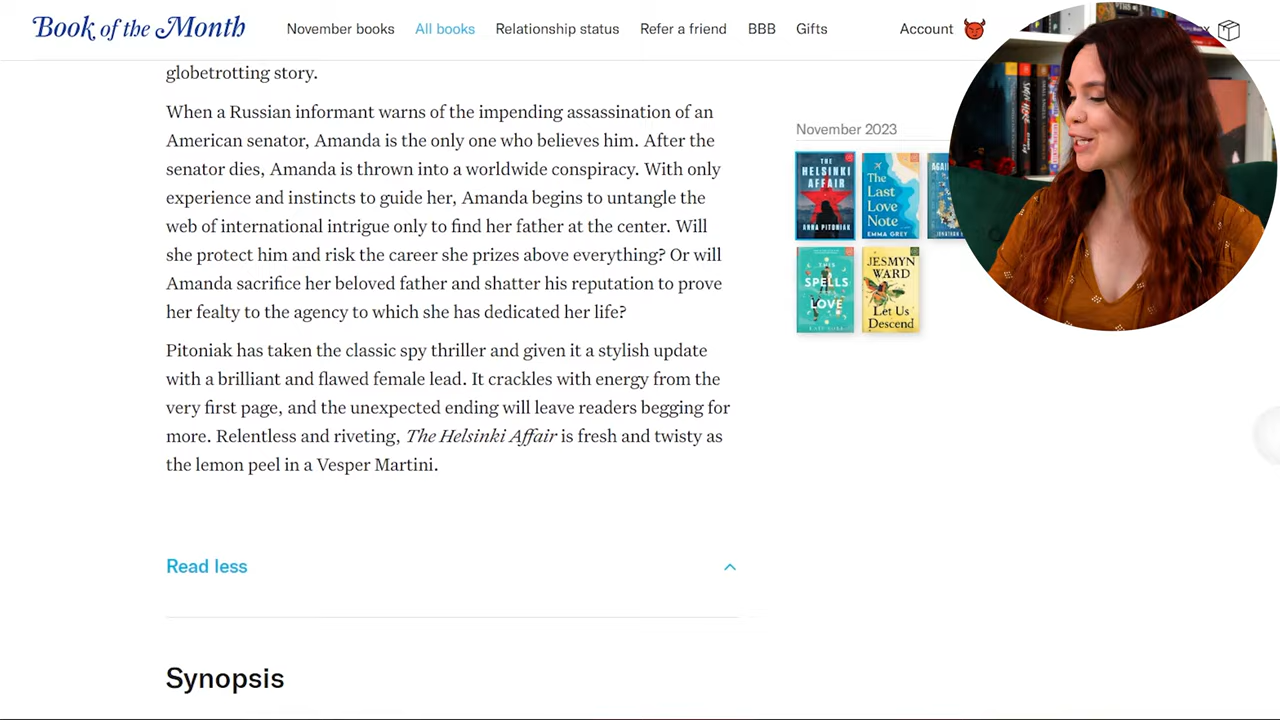 Book of the Month
November books
All books
Relationship status
Refer a friend
BBB
Gifts
Account
globetrotting story.
When a Russian informant warns of the impending assassination of an
American senator, Amanda is the only one who believes him. After the
senator dies, Amanda is thrown into a worldwide conspiracy. With only
experience and instincts to guide her, Amanda begins to untangle the
web of international intrigue only to find her father at the center. Will
she protect him and risk the career she prizes above everything? Or will
Amanda sacrifice her beloved father and shatter his reputation to prove
her fealty to the agency to which she has dedicated her life?
Pitoniak has taken the classic spy thriller and given it a stylish update
with a brilliant and flawed female lead. It crackles with energy from the
very first page, and the unexpected ending will leave readers begging for
more. Relentless and riveting, The Helsinki Affair is fresh and twisty as
the lemon peel in a Vesper Martini.
Read less
Synopsis
November 2023
THE
HELSINKI
AFFAIR
ANNA PITONIAK
The
Last
Love
Note
EMMA GREY
THIS
SPELLS
LOVE
JESMYN
WARD
Let Us
Descend